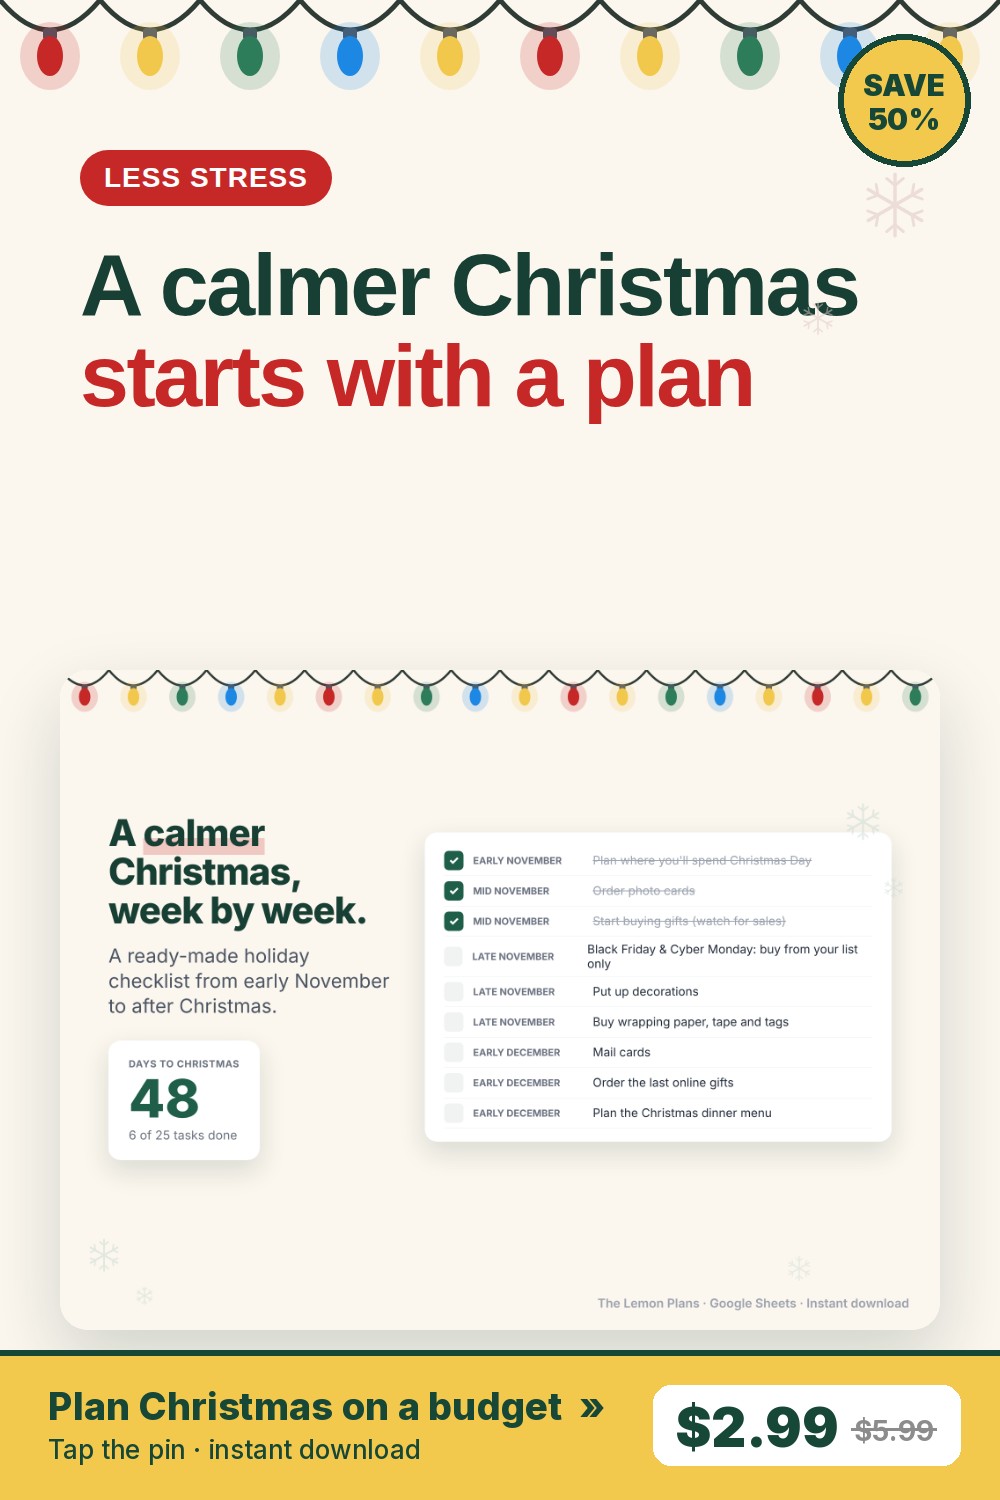 SAVE
50%
LESS STRESS
A calmer Christmas
starts with a plan
A calmer
Christmas,
week by week.
A ready-made holiday
checklist from early November
to after Christmas.
DAYS TO CHRISTMAS
48
6 of 25 tasks done
EARLY NOVEMBER Plan where you'll spend Christmas Day
MID NOVEMBER Order photo cards
MID NOVEMBER Start buying gifts (watch for sales)
LATE NOVEMBER Black Friday & Cyber Monday: buy from your list
only
LATE NOVEMBER Put up decorations
LATE NOVEMBER Buy wrapping paper, tape and tags
EARLY DECEMBER Mail cards
EARLY DECEMBER Order the last online gifts
EARLY DECEMBER Plan the Christmas dinner menu
The Lemon Plans · Google Sheets · Instant download
Plan Christmas on a budget »
Tap the pin · instant download
$2.99 $5.99